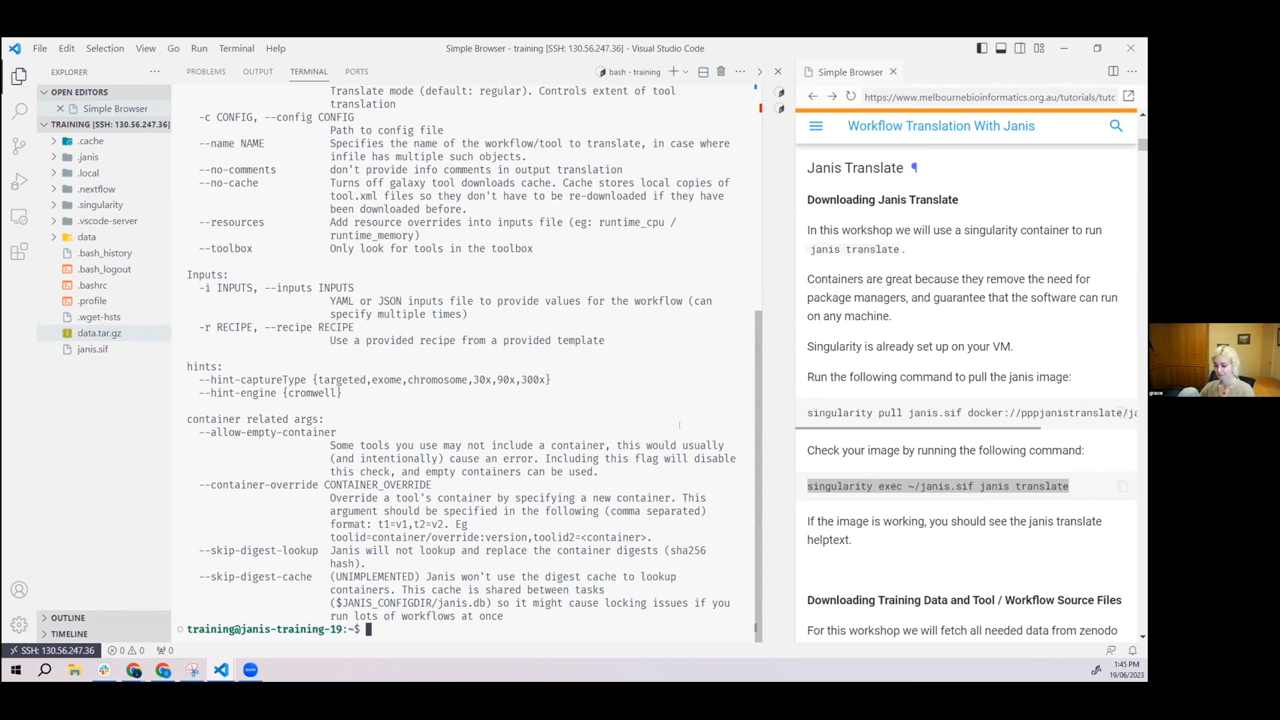 File Edit Selection View Go Run Terminal Help
Simple Browser - training [SSH: 130.56.247.36] - Visual Studio Code
EXPLORER
OPEN EDITORS
Simple Browser
TRAINING [SSH: 130.56.247.36]
.cache
.janis
.local
.nextflow
.singularity
.vscode-server
data
.bash_history
.bash_logout
.bashrc
.profile
.wget-hsts
data.tar.gz
janis.sif
OUTLINE
TIMELINE
PROBLEMS OUTPUT TERMINAL PORTS
bash - training
Translate mode (default: regular). Controls extent of tool
translation
-c CONFIG, --config CONFIG
Path to config file
--name NAME Specifies the name of the workflow/tool to translate, in case where
infile has multiple such objects.
--no-comments don't provide info comments in output translation
--no-cache Turns off galaxy tool downloads cache. Cache stores local copies of
tool.xml files so they don't have to be re-downloaded if they have
been downloaded before.
--resources Add resource overrides into inputs file (eg: runtime_cpu /
runtime_memory)
--toolbox Only look for tools in the toolbox
Inputs:
-i INPUTS, --inputs INPUTS
YAML or JSON inputs file to provide values for the workflow (can
specify multiple times)
-r RECIPE, --recipe RECIPE
Use a provided recipe from a provided template
hints:
--hint-captureType {targeted,exome,chromosome,30x,90x,300x}
--hint-engine {cromwell}
container related args:
--allow-empty-container
Some tools you use may not include a container, this would usually
(and intentionally) cause an error. Including this flag will disable
this check, and empty containers can be used.
--container-override CONTAINER_OVERRIDE
Override a tool's container by specifying a new container. This
argument should be specified in the following (comma separated)
format: t1=v1,t2=v2. Eg
toolid=container/override:version,toolid2=<container>.
--skip-digest-lookup Janis will not lookup and replace the container digests (sha256
hash).
--skip-digest-cache (UNIMPLEMENTED) Janis won't use the digest cache to lookup
containers. This cache is shared between tasks
($JANIS_CONFIGDIR/janis.db) so it might cause locking issues if you
run lots of workflows at once
training@janis-training-19:~$
Simple Browser
https://www.melbournebioinformatics.org.au/tutorials/tutc
Workflow Translation With Janis
Janis Translate ¶
Downloading Janis Translate
In this workshop we will use a singularity container to run
janis translate.
Containers are great because they remove the need for
package managers, and guarantee that the software can run
on any machine.
Singularity is already set up on your VM.
Run the following command to pull the janis image:
singularity pull janis.sif docker://pppjanistranslate/ja
Check your image by running the following command:
singularity exec ~/janis.sif janis translate
If the image is working, you should see the janis translate
helptext.
Downloading Training Data and Tool / Workflow Source Files
For this workshop we will fetch all needed data from zenodo
grace
SSH: 130.56.247.36 0 0 0
1:45 PM
19/06/2023